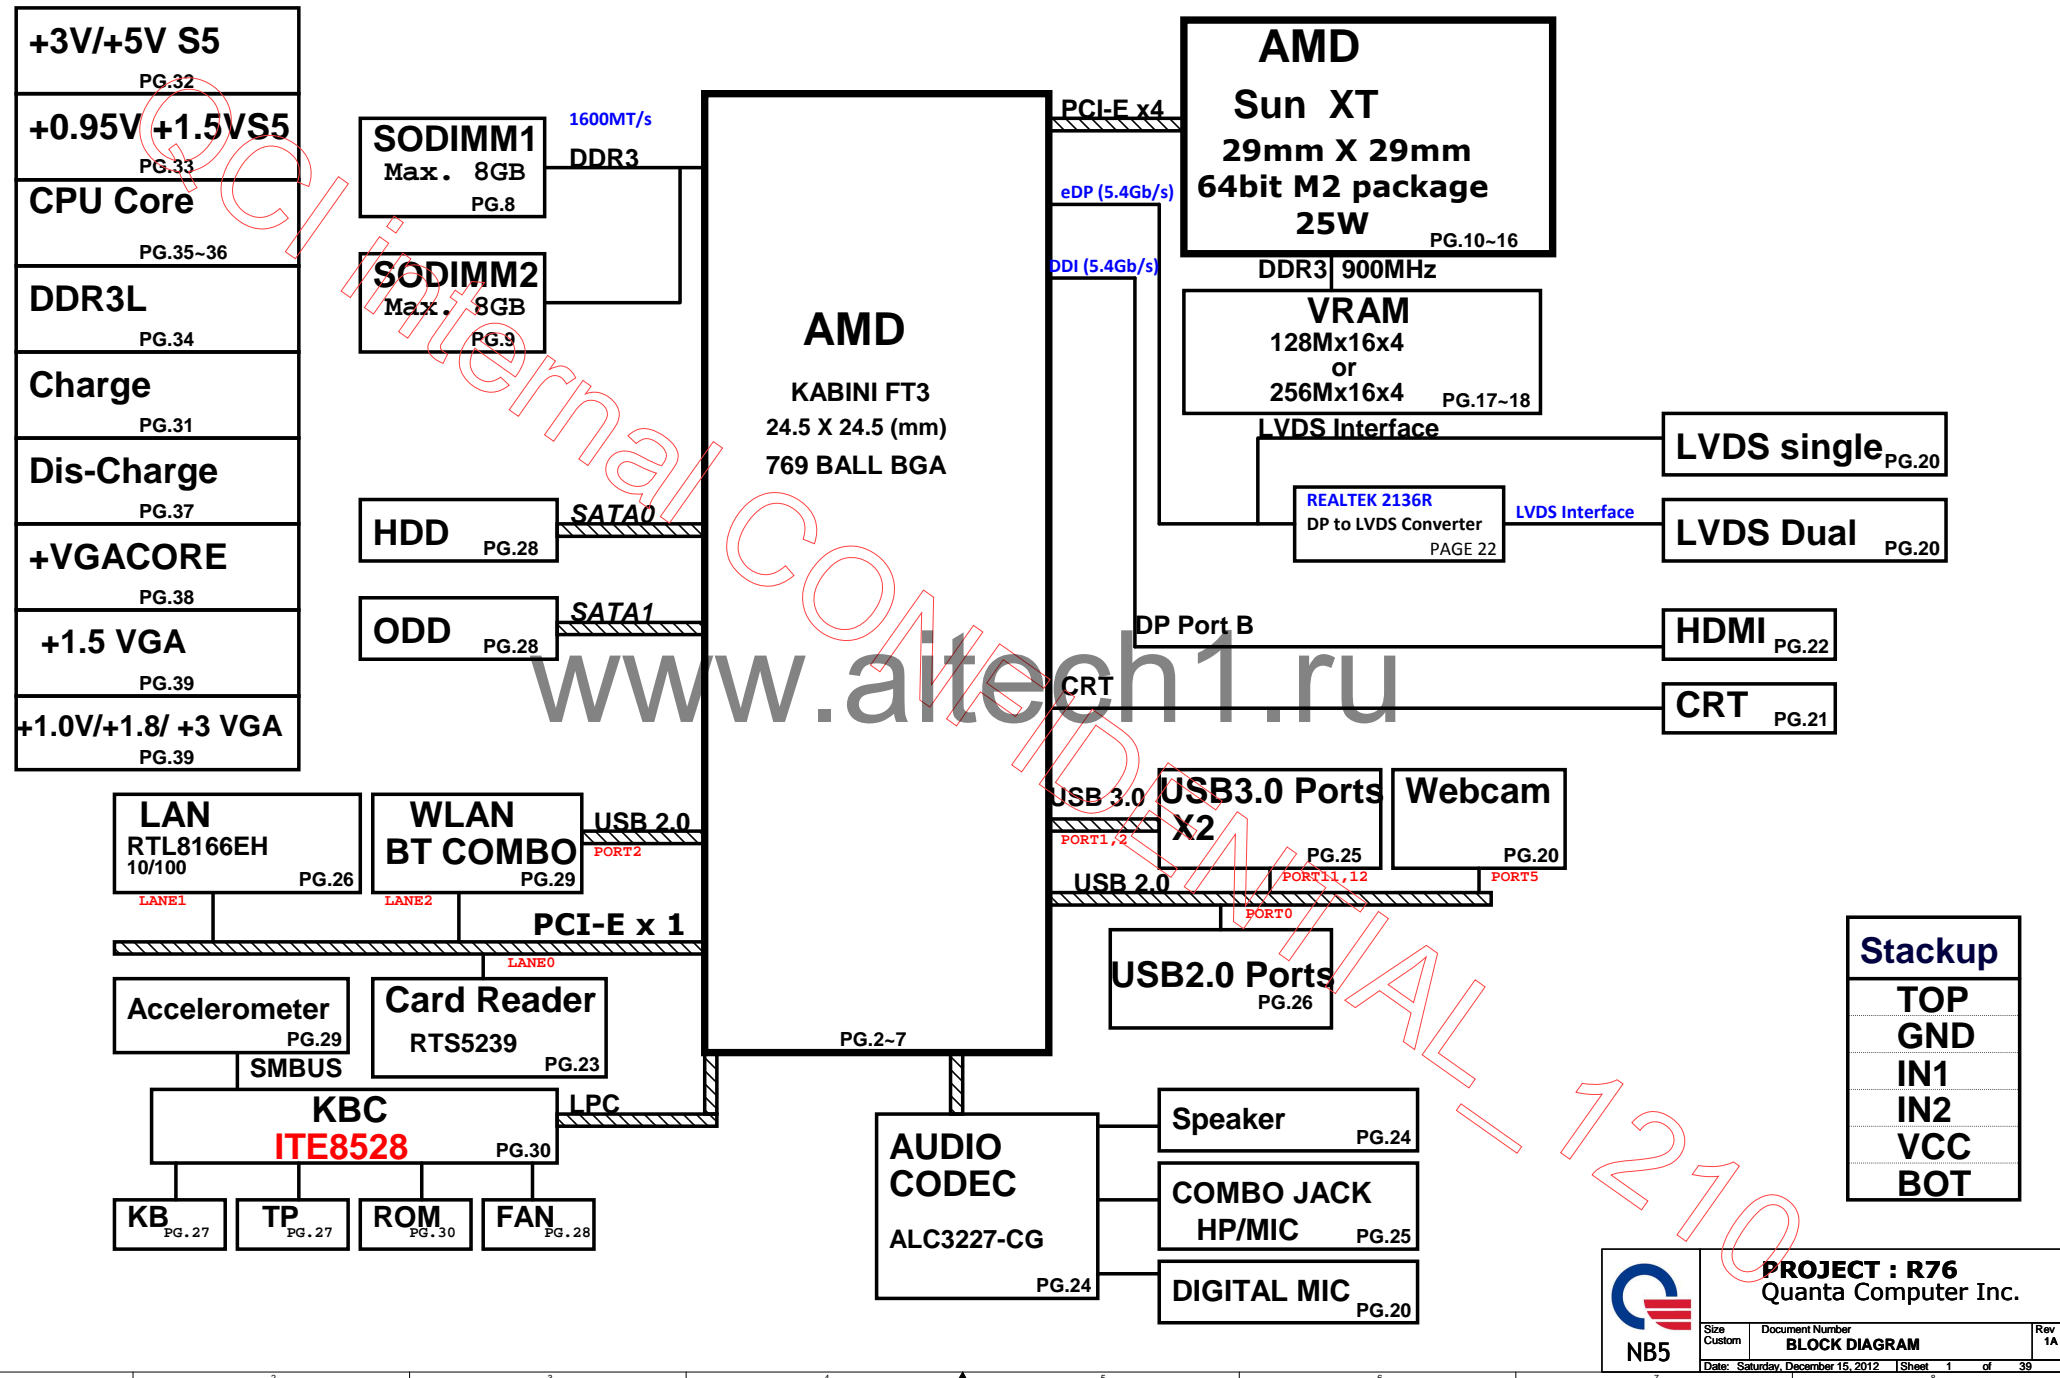 +3V/+5V S5
PG.32
+0.95V/+1.5VS5
PG.33
CPU Core
PG.35~36
DDR3L
PG.34
Charge
PG.31
Dis-Charge
PG.37
+VGACORE
PG.38
+1.5 VGA
PG.39
+1.0V/+1.8/ +3 VGA
PG.39
SODIMM1
Max. 8GB
PG.8
1600MT/s
DDR3
SODIMM2
Max. 8GB
PG.9
HDD
PG.28
SATA0
ODD
PG.28
SATA1
AMD
KABINI FT3
24.5 X 24.5 (mm)
769 BALL BGA
PG.2~7
PCI-E x4
eDP (5.4Gb/s)
DDI (5.4Gb/s)
AMD
Sun XT
29mm X 29mm
64bit M2 package
25W
PG.10~16
DDR3 900MHz
VRAM
128Mx16x4
or
256Mx16x4
PG.17~18
LVDS Interface
LVDS single
PG.20
REALTEK 2136R
DP to LVDS Converter
PAGE 22
LVDS Interface
LVDS Dual
PG.20
DP Port B
HDMI
PG.22
CRT
CRT
PG.21
www.aitech1.ru
QCI internal CONFIDENTIAL_1210
LAN
RTL8166EH
10/100
PG.26
LANE1
WLAN
BT COMBO
PG.29
LANE2
USB 2.0
PORT2
PCI-E x 1
LANE0
Accelerometer
PG.29
SMBUS
Card Reader
RTS5239
PG.23
KBC
ITE8528
PG.30
LPC
KB
PG.27
TP
PG.27
ROM
PG.30
FAN
PG.28
USB 3.0
PORT1,2
USB3.0 Ports
X2
PG.25
PORT11,12
Webcam
PG.20
PORT5
USB 2.0
PORT0
USB2.0 Ports
PG.26
AUDIO
CODEC
ALC3227-CG
PG.24
Speaker
PG.24
COMBO JACK
HP/MIC
PG.25
DIGITAL MIC
PG.20
Stackup
TOP
GND
IN1
IN2
VCC
BOT
NB5
PROJECT : R76
Quanta Computer Inc.
Size
Custom
Document Number
BLOCK DIAGRAM
Rev
1A
Date: Saturday, December 15, 2012
Sheet 1 of 39
2 3 4 5 6 7 8